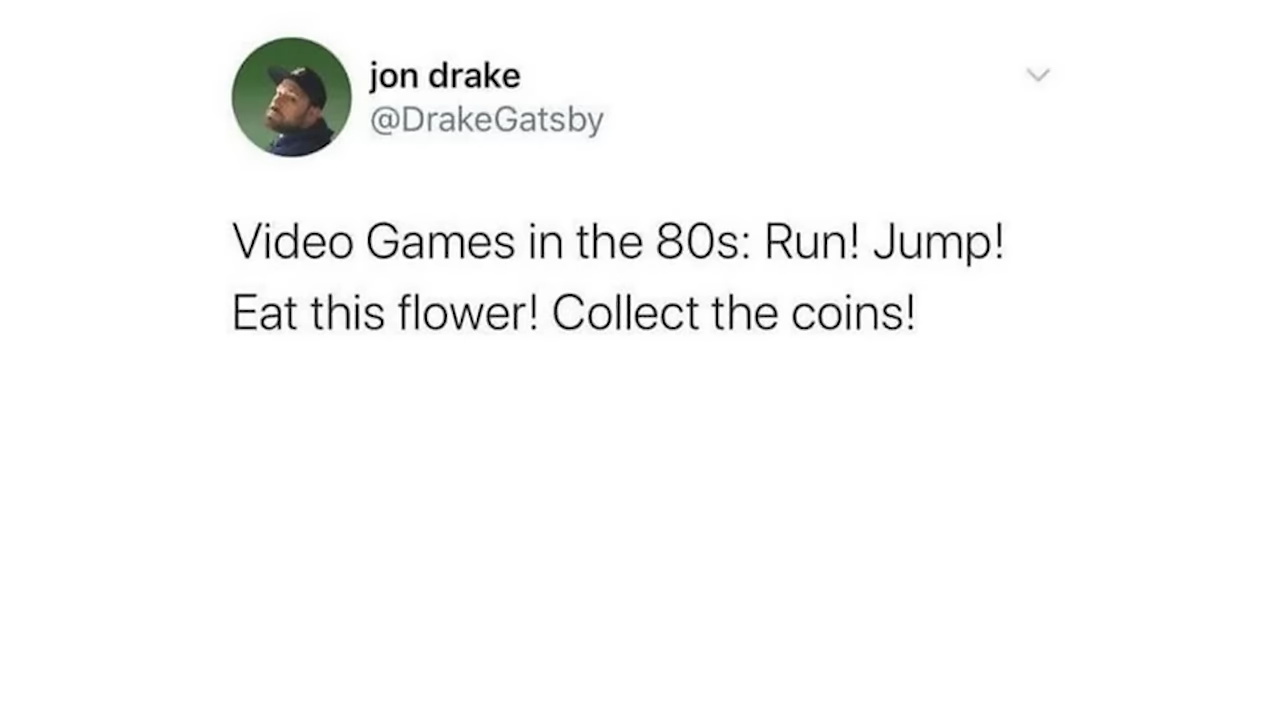 jon drake
@DrakeGatsby
Video Games in the 80s: Run! Jump!
Eat this flower! Collect the coins!